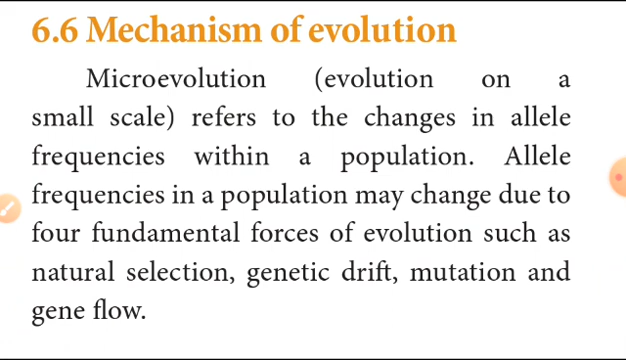 6.6 Mechanism of evolution
Microevolution (evolution on a
small scale) refers to the changes in allele
frequencies within a population. Allele
frequencies in a population may change due to
four fundamental forces of evolution such as
natural selection, genetic drift, mutation and
gene flow.